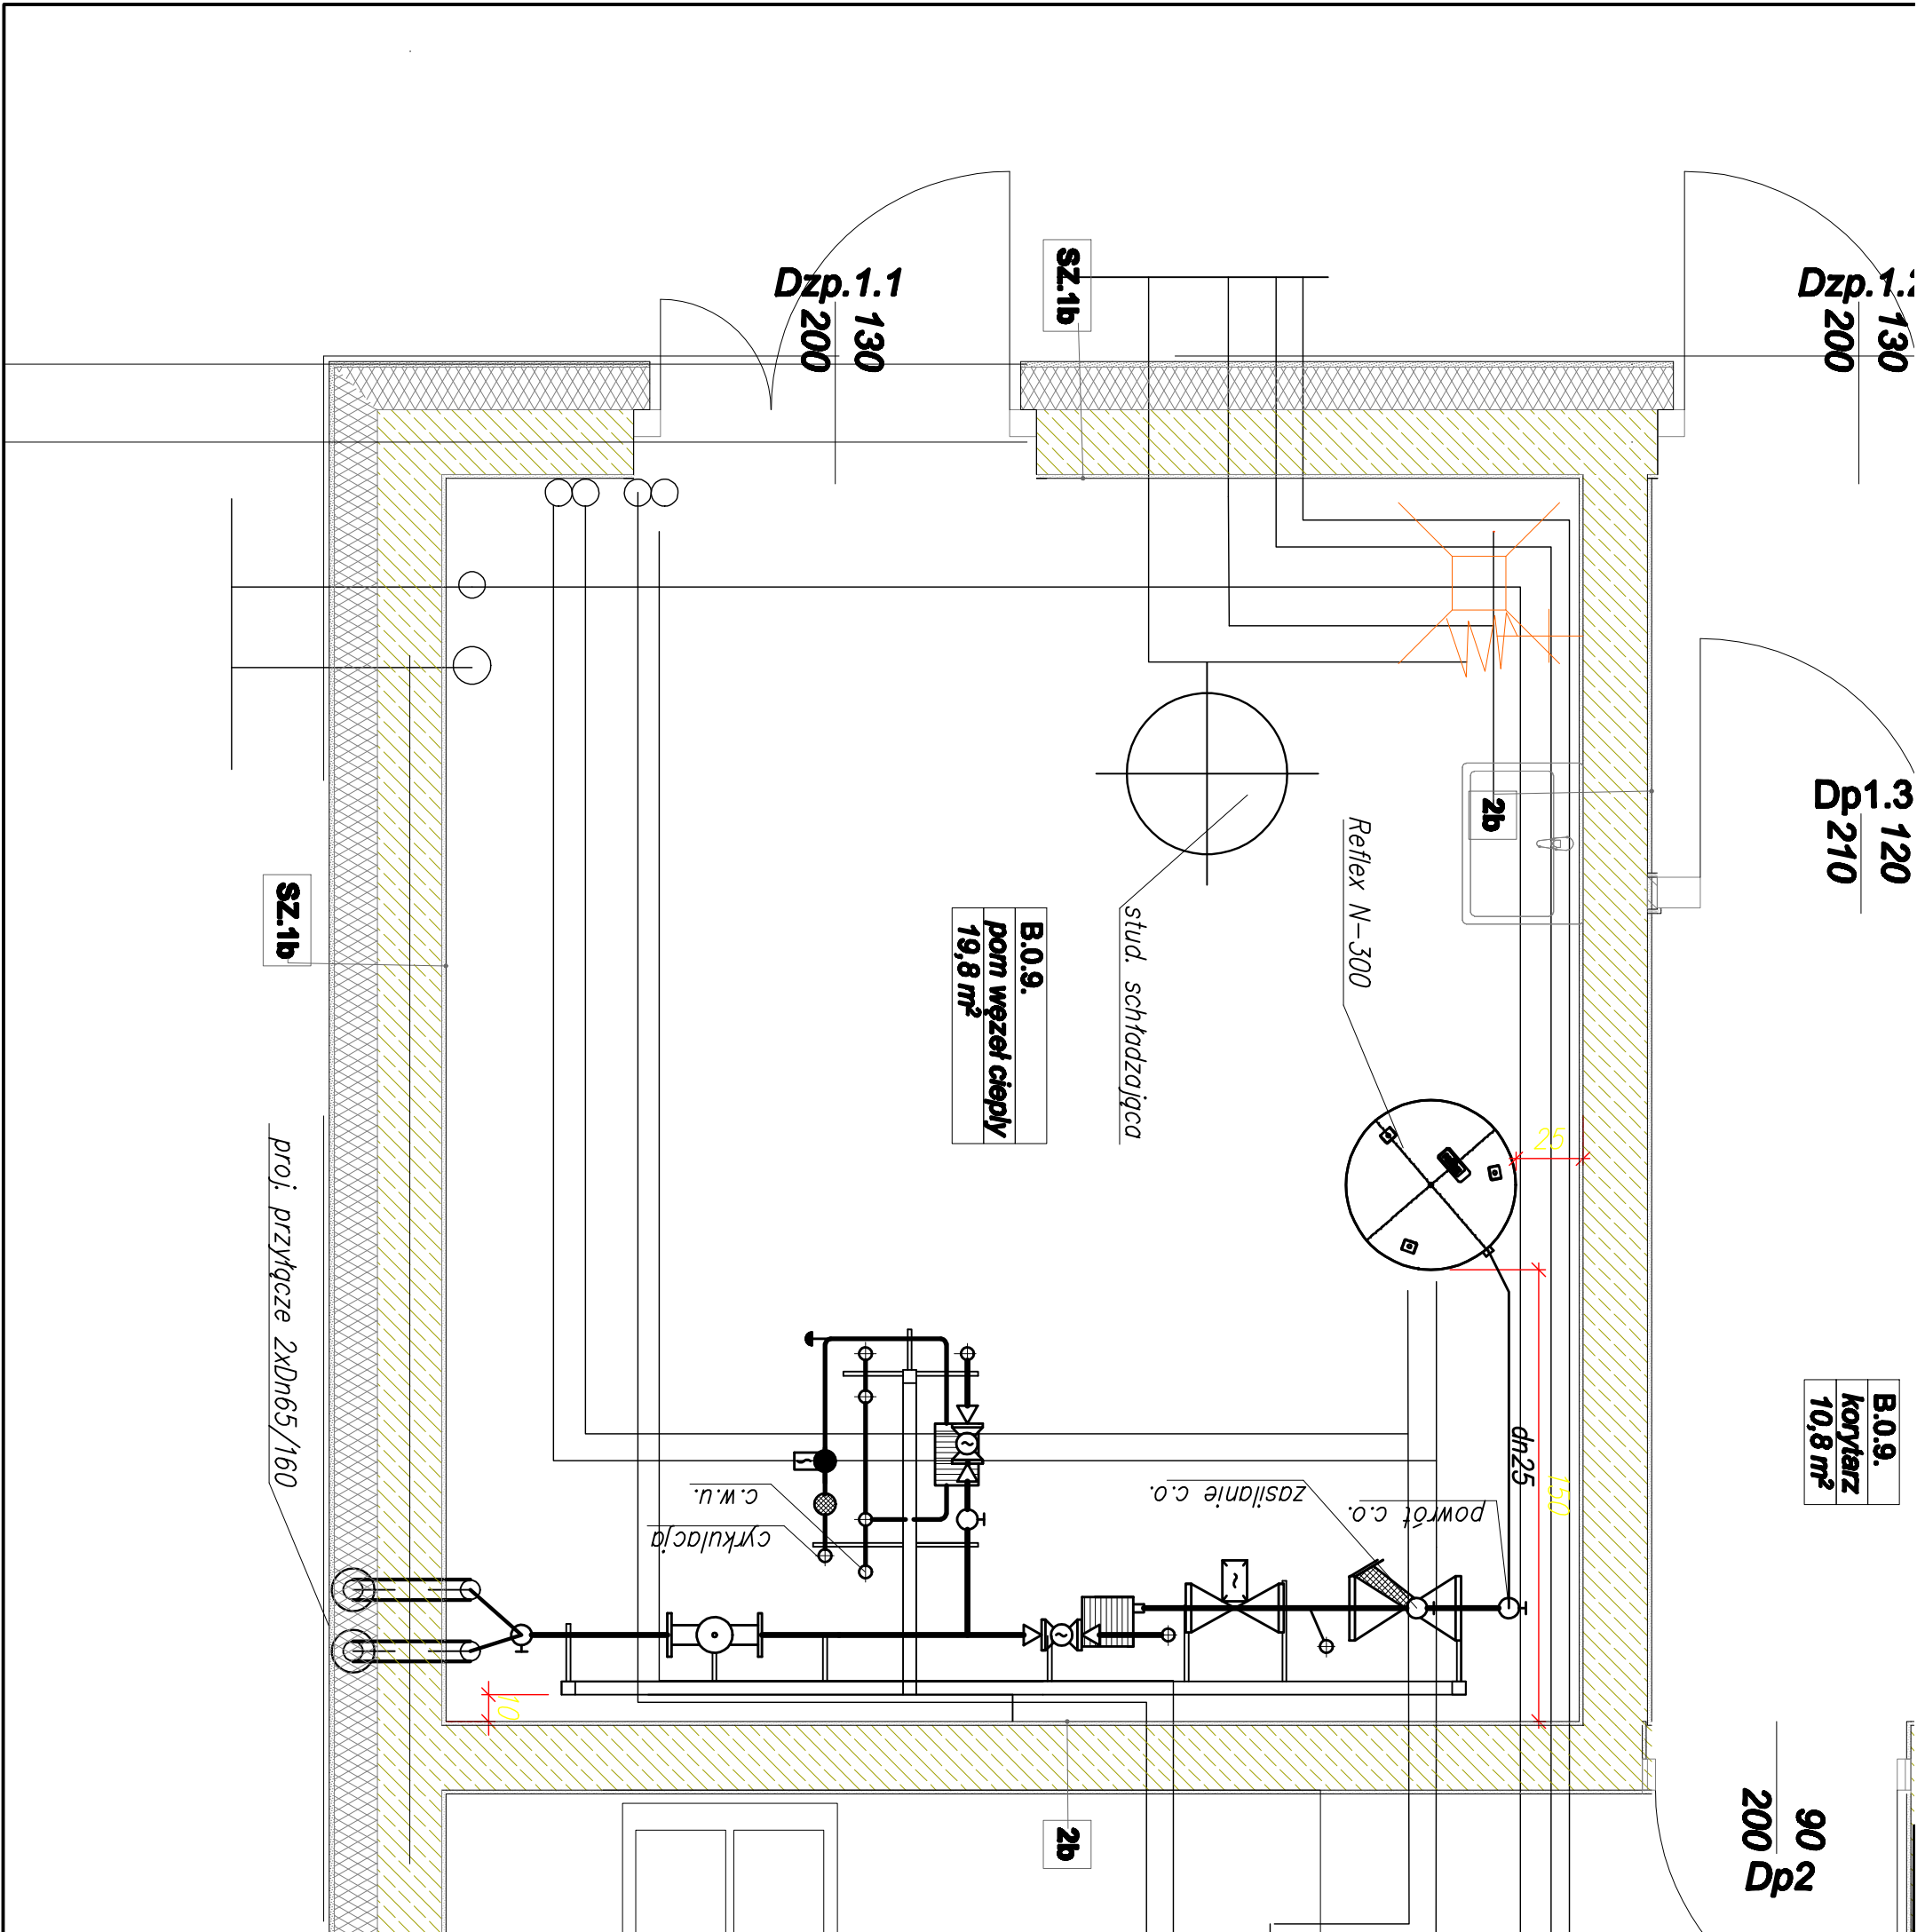 Dzp.1.1
130
200
SZ.1b
Dzp.1.2
130
200
Dp1.3
120
210
2b
Reflex N-300
stud. schładzająca
B.0.9.
pom węzeł ciepły
19,8 m²
SZ.1b
proj. przyłącze 2xDn65/160
25
150
dn25
B.0.9.
korytarz
10,8 m²
c.w.u.
cyrkulacja
zasilanie c.o.
powrót c.o.
10
2b
90
200
Dp2